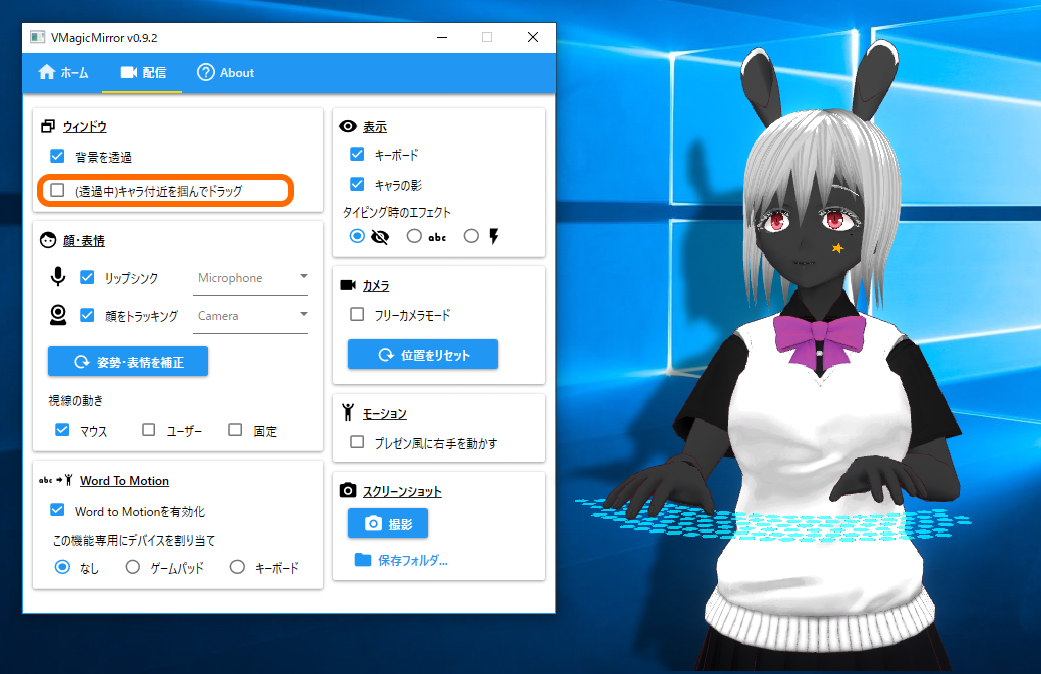 VMagicMirror v0.9.2
ホーム
配信
About
ウィンドウ
背景を透過
(透過中)キャラ付近を掴んでドラッグ
顔・表情
リップシンク
Microphone
顔をトラッキング
Camera
姿勢・表情を補正
視線の動き
マウス
ユーザー
固定
abc
Word To Motion
Word to Motionを有効化
この機能専用にデバイスを割り当て
なし
ゲームパッド
キーボード
表示
キーボード
キャラの影
タイピング時のエフェクト
abc
カメラ
フリーカメラモード
位置をリセット
モーション
プレゼン風に右手を動かす
スクリーンショット
撮影
保存フォルダ...